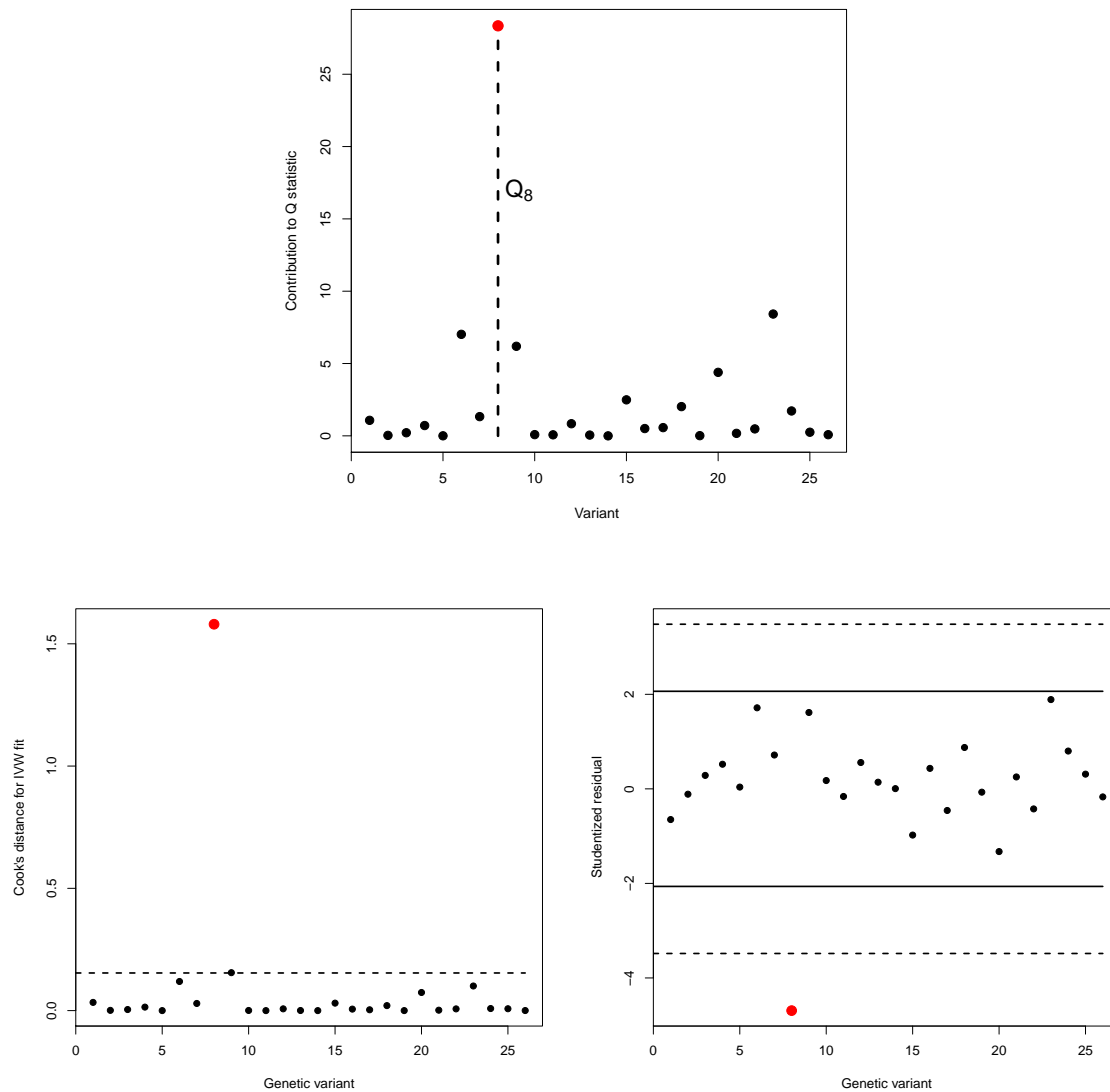 Contribution to Q statistic
25
20
15
10
5
0
Q8
0 5 10 15 20 25
Variant
Cook's distance for IVW fit
1.5
1.0
0.5
0.0
0 5 10 15 20 25
Genetic variant
Studentized residual
2
0
−2
−4
0 5 10 15 20 25
Genetic variant